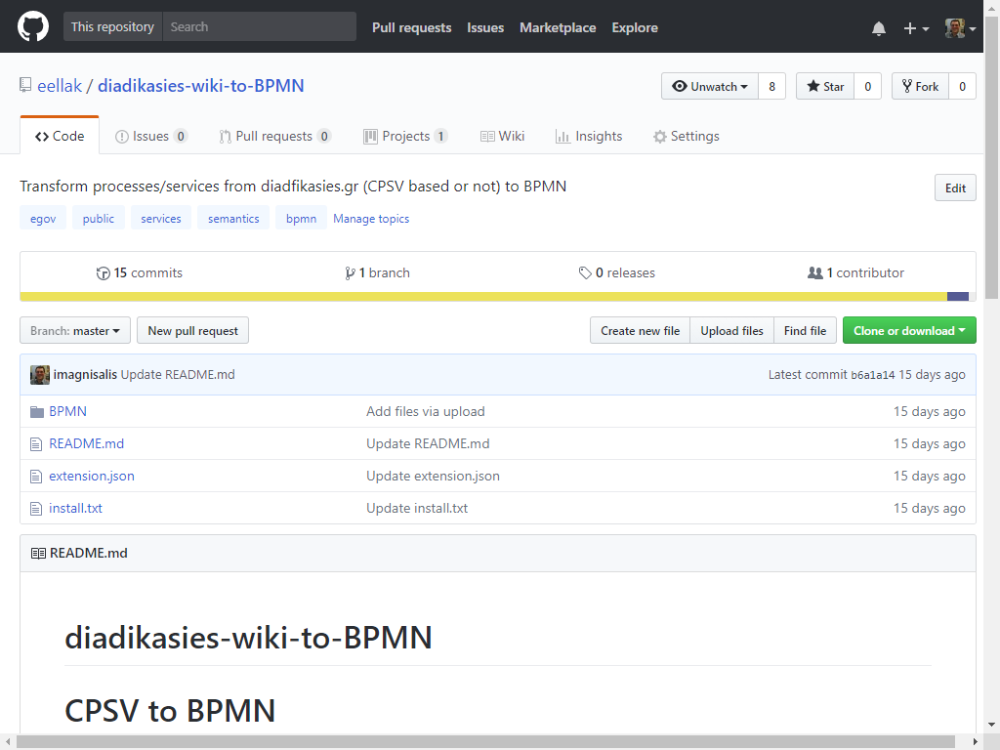 This repository Search Pull requests Issues Marketplace Explore
eellak / diadikasies-wiki-to-BPMN Unwatch 8 Star 0 Fork 0
Code Issues 0 Pull requests 0 Projects 1 Wiki Insights Settings
Transform processes/services from diadfikasies.gr (CPSV based or not) to BPMN Edit
egov public services semantics bpmn Manage topics
15 commits 1 branch 0 releases 1 contributor
Branch: master New pull request Create new file Upload files Find file Clone or download
imagnisalis Update README.md Latest commit b6a1a14 15 days ago
BPMN Add files via upload 15 days ago
README.md Update README.md 15 days ago
extension.json Update extension.json 15 days ago
install.txt Update install.txt 15 days ago
README.md
diadikasies-wiki-to-BPMN
CPSV to BPMN